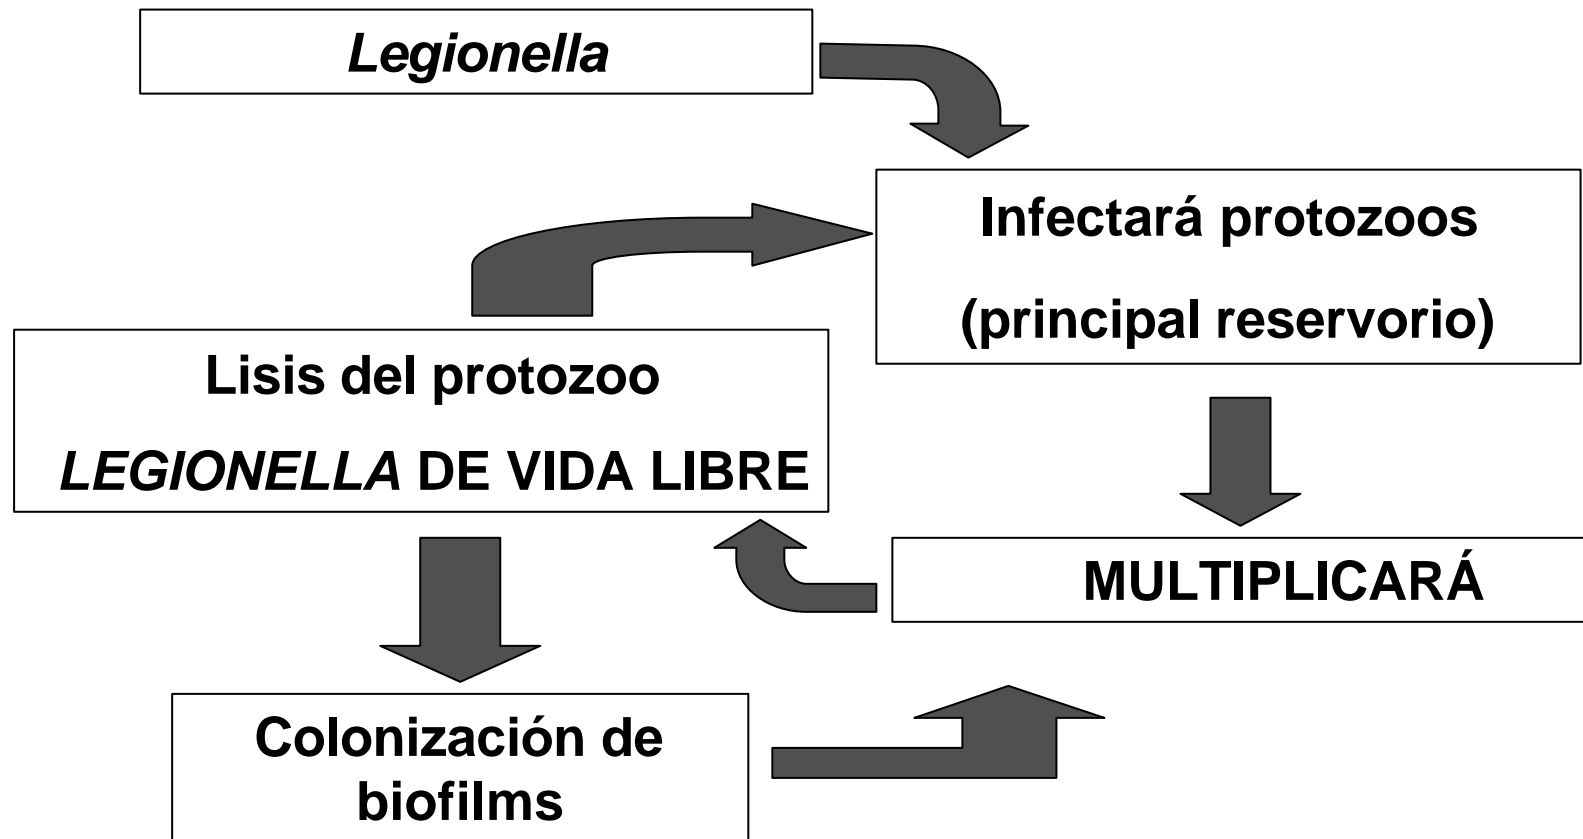 Legionella
Infectará protozoos
(principal reservorio)
Lisis del protozoo
LEGIONELLA DE VIDA LIBRE
MULTIPLICARÁ
Colonización de
biofilms